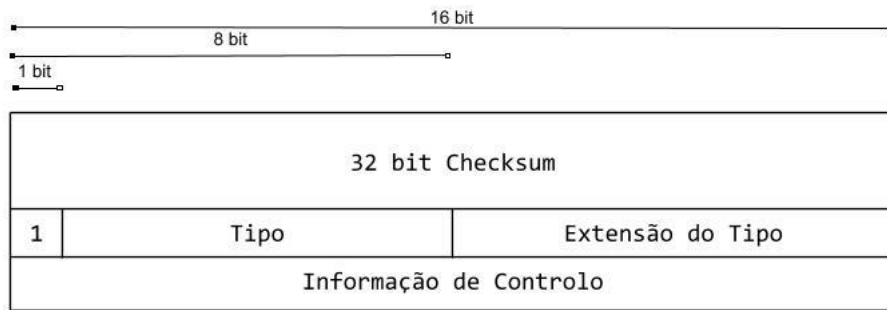 16 bit
8 bit
1 bit
32 bit Checksum
1 Tipo Extensão do Tipo
Informação de Controlo